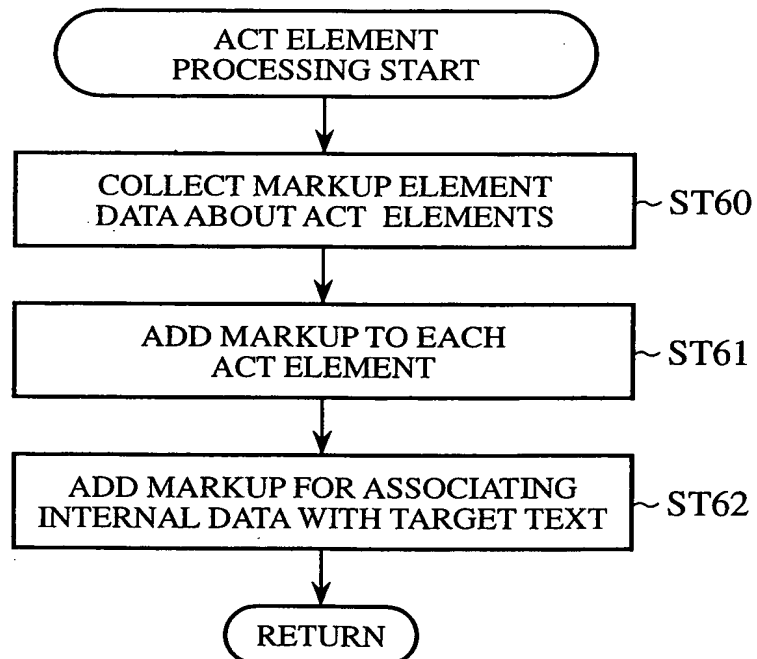 ACT ELEMENT
PROCESSING START
COLLECT MARKUP ELEMENT
DATA ABOUT ACT ELEMENTS
~ ST60
ADD MARKUP TO EACH
ACT ELEMENT
~ ST61
ADD MARKUP FOR ASSOCIATING
INTERNAL DATA WITH TARGET TEXT
~ ST62
RETURN